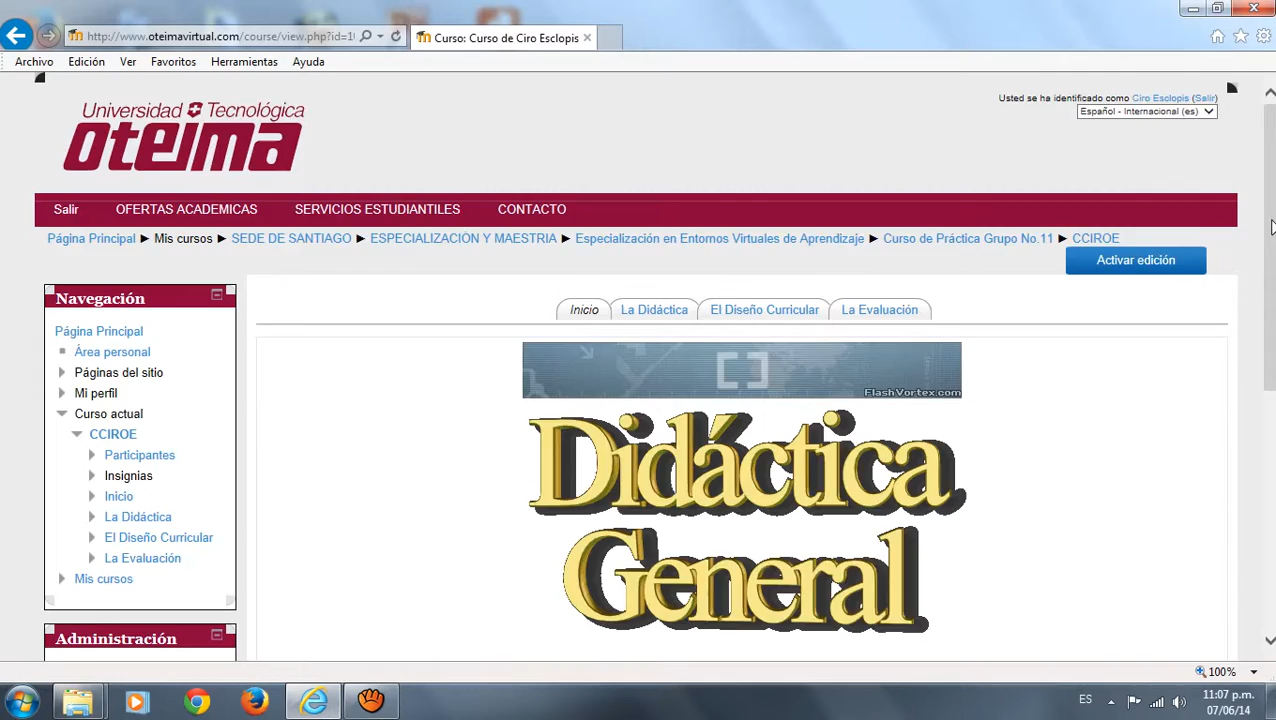 http://www.oteimavirtual.com/course/view.php?id=1
Curso: Curso de Ciro Esclopis
Archivo Edición Ver Favoritos Herramientas Ayuda
Usted se ha identificado como Ciro Esclopis (Salir)
Español - Internacional (es)
Universidad Tecnológica
oteima
Salir OFERTAS ACADEMICAS SERVICIOS ESTUDIANTILES CONTACTO
Página Principal ► Mis cursos ► SEDE DE SANTIAGO ► ESPECIALIZACIÓN Y MAESTRIA ► Especialización en Entornos Virtuales de Aprendizaje ► Curso de Práctica Grupo No.11 ► CCIROE
Activar edición
Navegación
Página Principal
Área personal
Páginas del sitio
Mi perfil
Curso actual
CCIROE
Participantes
Insignias
Inicio
La Didáctica
El Diseño Curricular
La Evaluación
Mis cursos
Administración
Inicio La Didáctica El Diseño Curricular La Evaluación
FlashVortex.com
Didáctica
General
100%
ES
11:07 p.m.
07/06/14